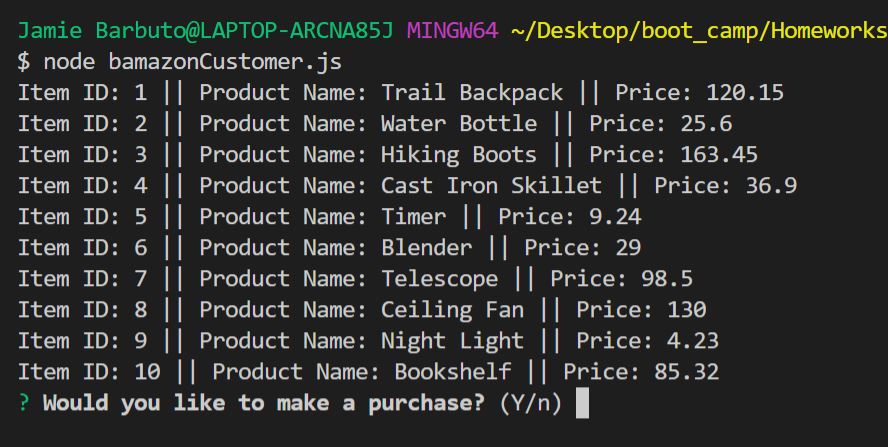 Jamie Barbuto@LAPTOP-ARCNA85J MINGW64 ~/Desktop/boot_camp/Homeworks
$ node bamazonCustomer.js
Item ID: 1 || Product Name: Trail Backpack || Price: 120.15
Item ID: 2 || Product Name: Water Bottle || Price: 25.6
Item ID: 3 || Product Name: Hiking Boots || Price: 163.45
Item ID: 4 || Product Name: Cast Iron Skillet || Price: 36.9
Item ID: 5 || Product Name: Timer || Price: 9.24
Item ID: 6 || Product Name: Blender || Price: 29
Item ID: 7 || Product Name: Telescope || Price: 98.5
Item ID: 8 || Product Name: Ceiling Fan || Price: 130
Item ID: 9 || Product Name: Night Light || Price: 4.23
Item ID: 10 || Product Name: Bookshelf || Price: 85.32
? Would you like to make a purchase? (Y/n)